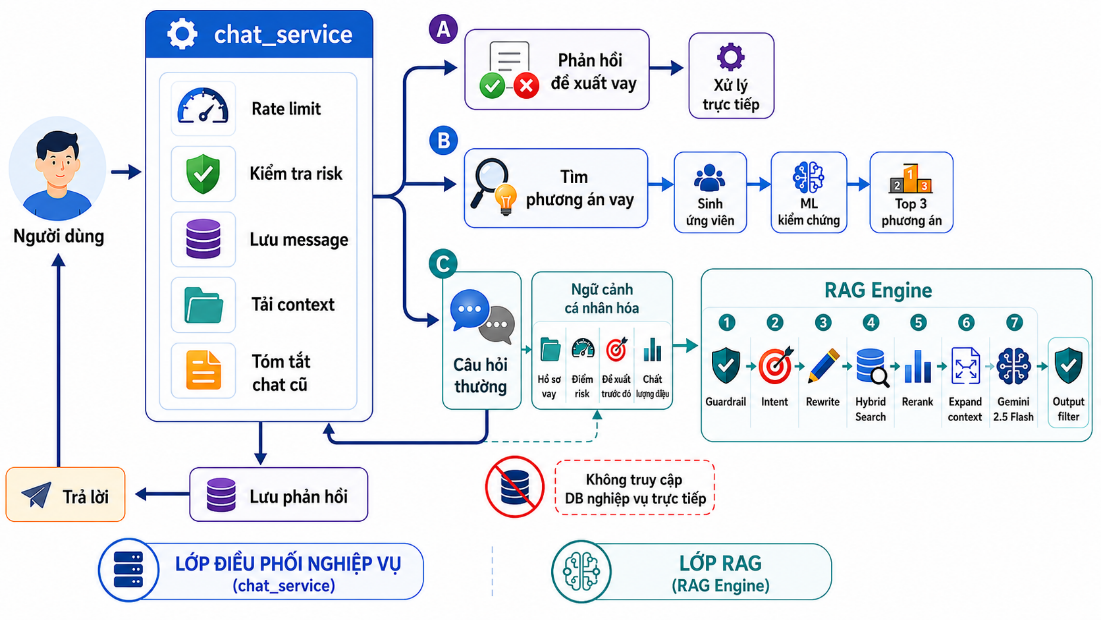 chat_service
Rate limit
Kiểm tra risk
Lưu message
Tải context
Tóm tắt
chat cũ
Người dùng
A
Phản hồi
đề xuất vay
Xử lý
trực tiếp
B
Tìm
phương án vay
Sinh
ứng viên
ML
kiểm chứng
1
2
3
Top 3
phương án
C
Câu hỏi
thường
Ngữ cảnh
cá nhân hóa
Hồ sơ
vay
Điểm
risk
Đề xuất
trước đó
Chất
RAG Engine
1
2
3
4
5
6
7
Guardrail
Intent
Rewrite
Hybrid
Search
Rerank
Expand
context
Gemini
2.5 Flash
Output
filter
Trả lời
Lưu phản hồi
Không truy cập
DB nghiệp vụ trực tiếp
LỚP ĐIỀU PHỐI NGHIỆP VỤ
(chat_service)
LỚP RAG
(RAG Engine)